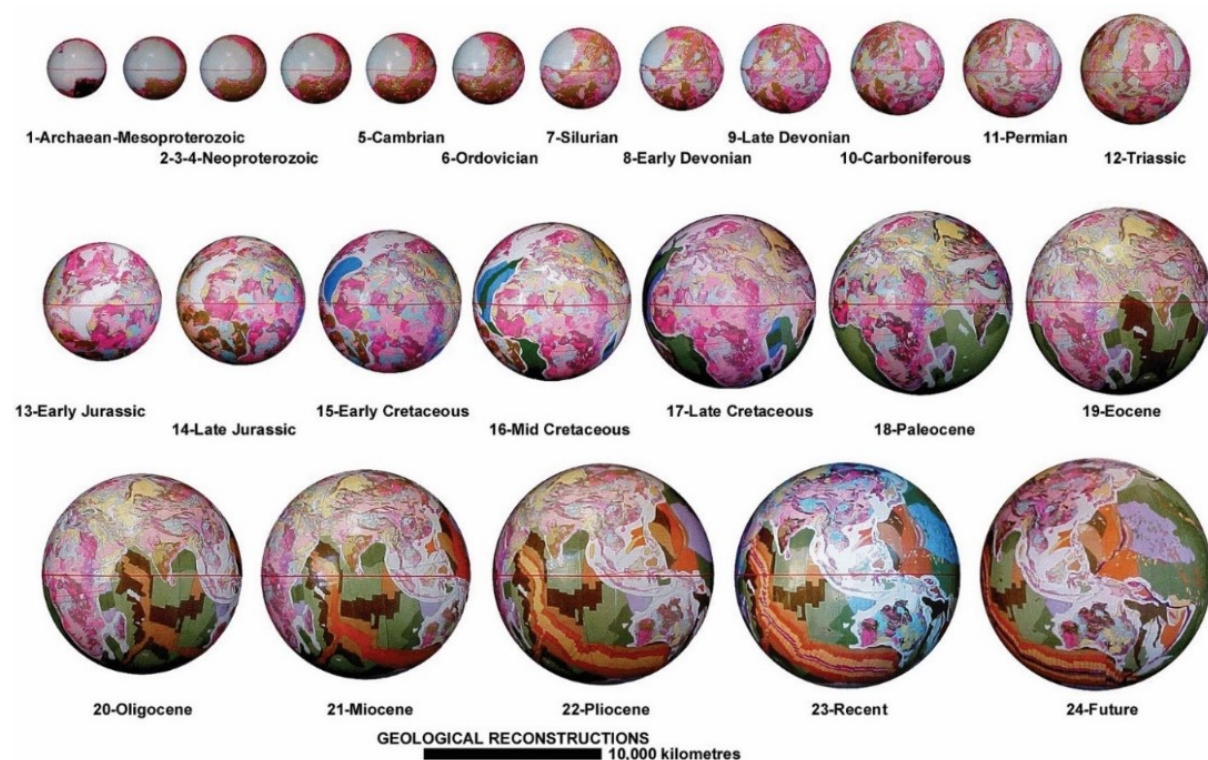 1-Archaean-Mesoproterozoic
2-3-4-Neoproterozoic
5-Cambrian
6-Ordovician
7-Silurian
8-Early Devonian
9-Late Devonian
10-Carboniferous
11-Permian
12-Triassic
13-Early Jurassic
14-Late Jurassic
15-Early Cretaceous
16-Mid Cretaceous
17-Late Cretaceous
18-Paleocene
19-Eocene
20-Oligocene
21-Miocene
22-Pliocene
23-Recent
24-Future
GEOLOGICAL RECONSTRUCTIONS
10,000 kilometres